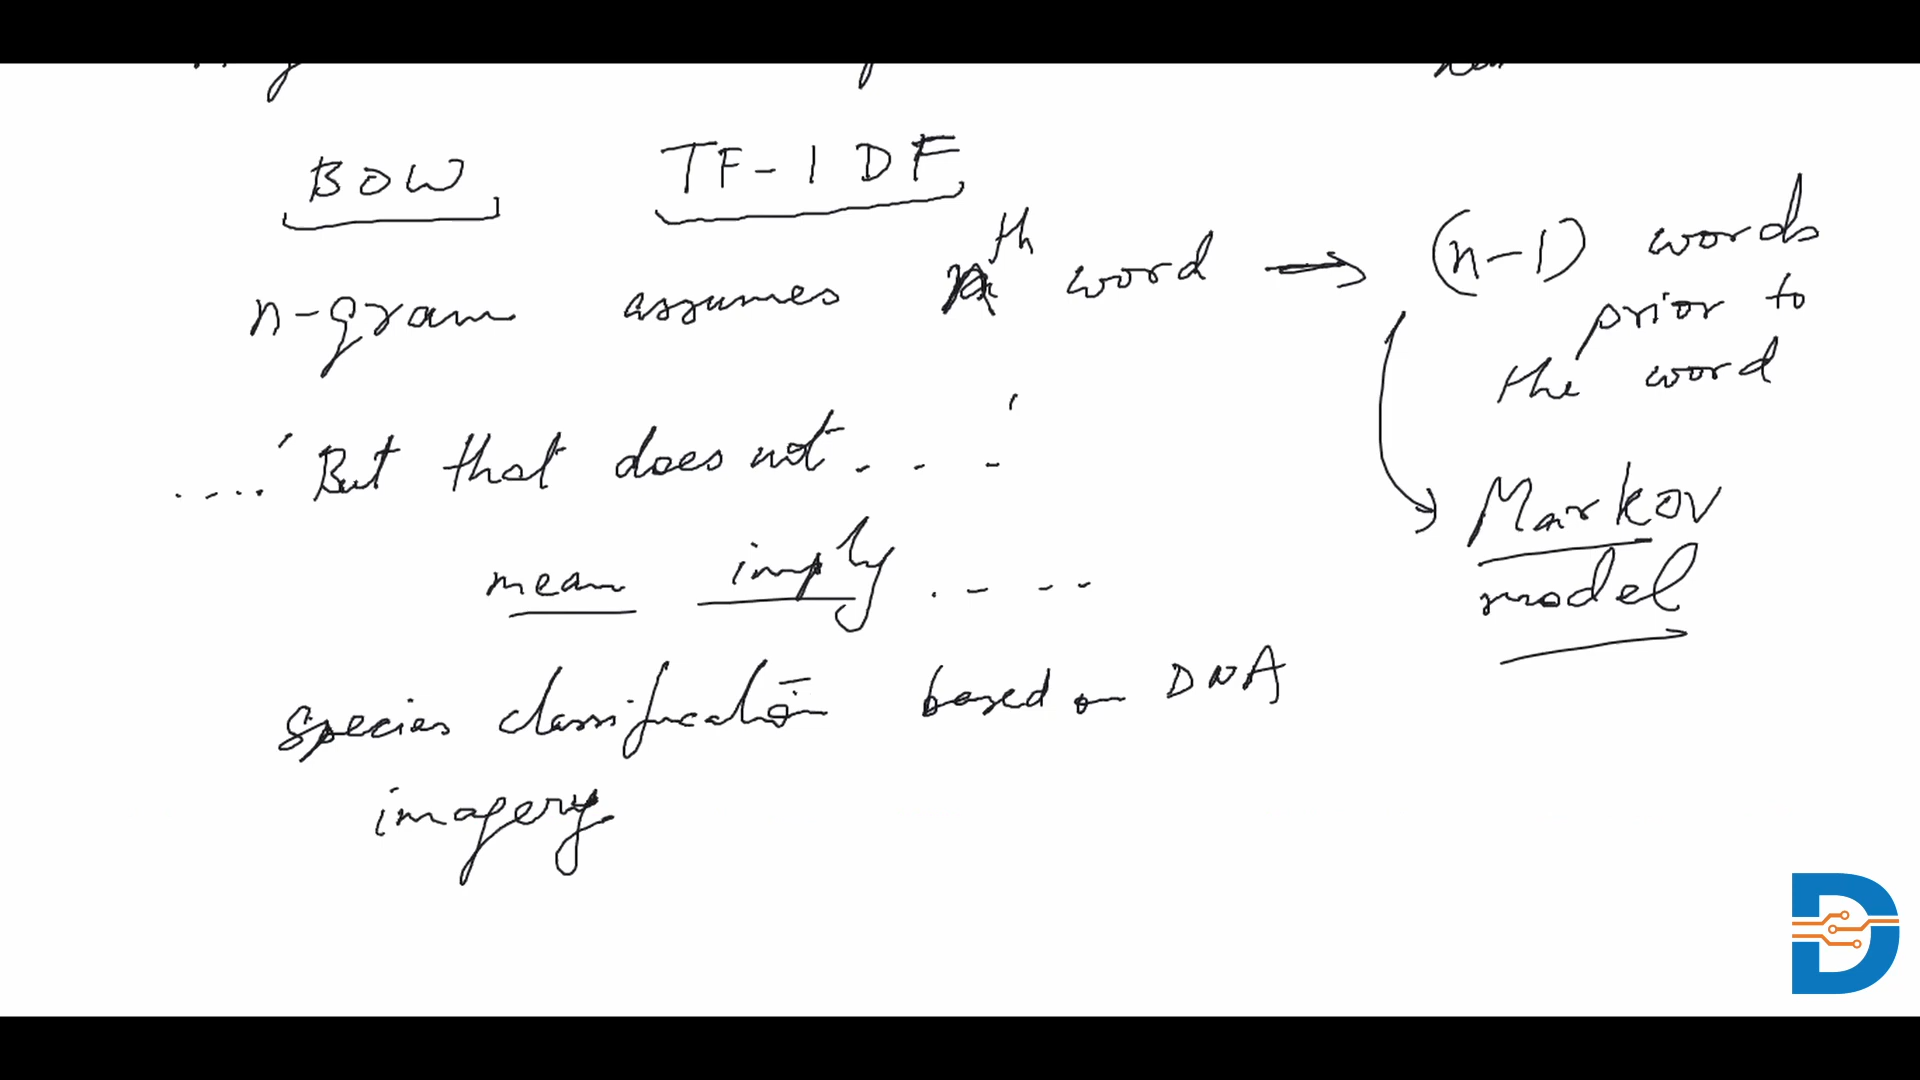 BOW TF-IDF
n-gram assumes nth word → (n-1) words
prior to
the word
....'But that does not . . . '
Markov
mean imply . . . .
model
species classification based on DNA
imagery